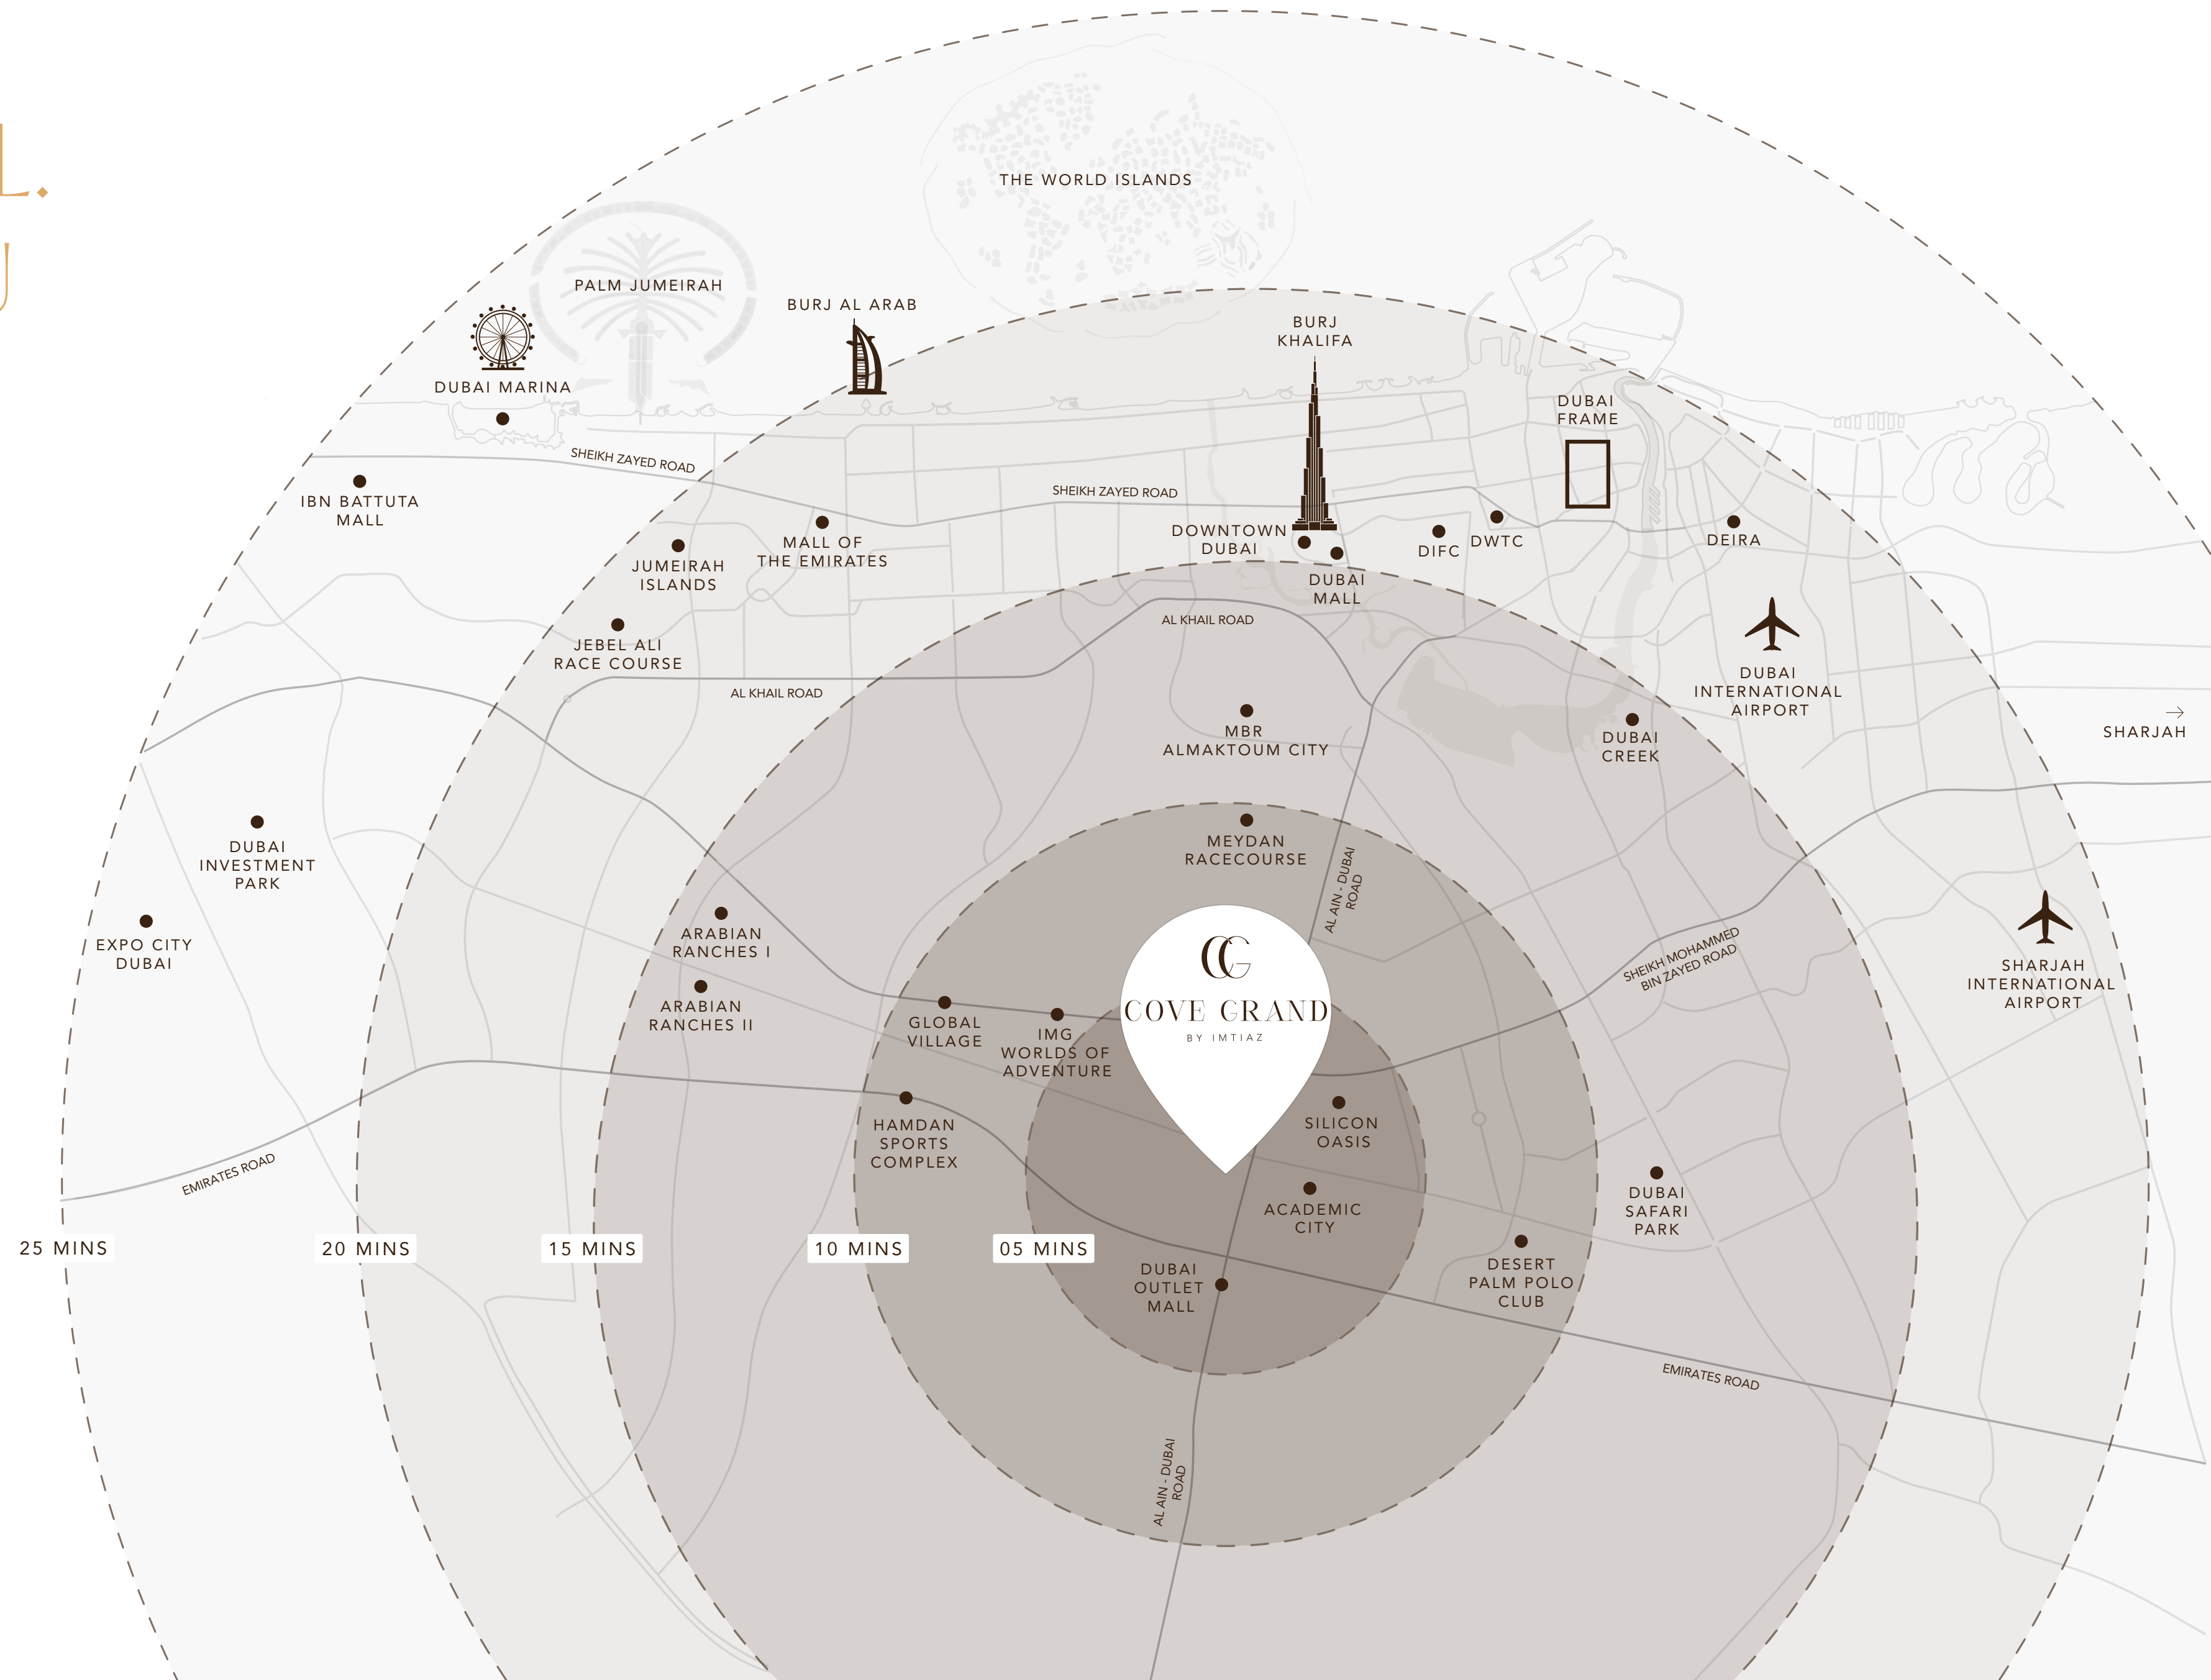 L.
THE WORLD ISLANDS
PALM JUMEIRAH
BURJ AL ARAB
BURJ
KHALIFA
DUBAI MARINA
DUBAI
FRAME
SHEIKH ZAYED ROAD
SHEIKH ZAYED ROAD
IBN BATTUTA
MALL
MALL OF
THE EMIRATES
JUMEIRAH
ISLANDS
DOWNTOWN
DUBAI
DIFC
DWTC
DEIRA
DUBAI
MALL
AL KHAIL ROAD
JEBEL ALI
RACE COURSE
AL KHAIL ROAD
DUBAI
INTERNATIONAL
AIRPORT
→
SHARJAH
MBR
ALMAKTOUM CITY
DUBAI
CREEK
DUBAI
INVESTMENT
PARK
MEYDAN
RACECOURSE
AL AIN - DUBAI
ROAD
EXPO CITY
DUBAI
ARABIAN
RANCHES I
ARABIAN
RANCHES II
SHEIKH MOHAMMED
BIN ZAYED ROAD
SHARJAH
INTERNATIONAL
AIRPORT
CG
COVE GRAND
BY IMTIAZ
GLOBAL
VILLAGE
IMG
WORLDS OF
ADVENTURE
HAMDAN
SPORTS
COMPLEX
SILICON
OASIS
ACADEMIC
CITY
DUBAI
SAFARI
PARK
EMIRATES ROAD
25 MINS
20 MINS
15 MINS
10 MINS
05 MINS
DUBAI
OUTLET
MALL
DESERT
PALM POLO
CLUB
EMIRATES ROAD
AL AIN - DUBAI
ROAD